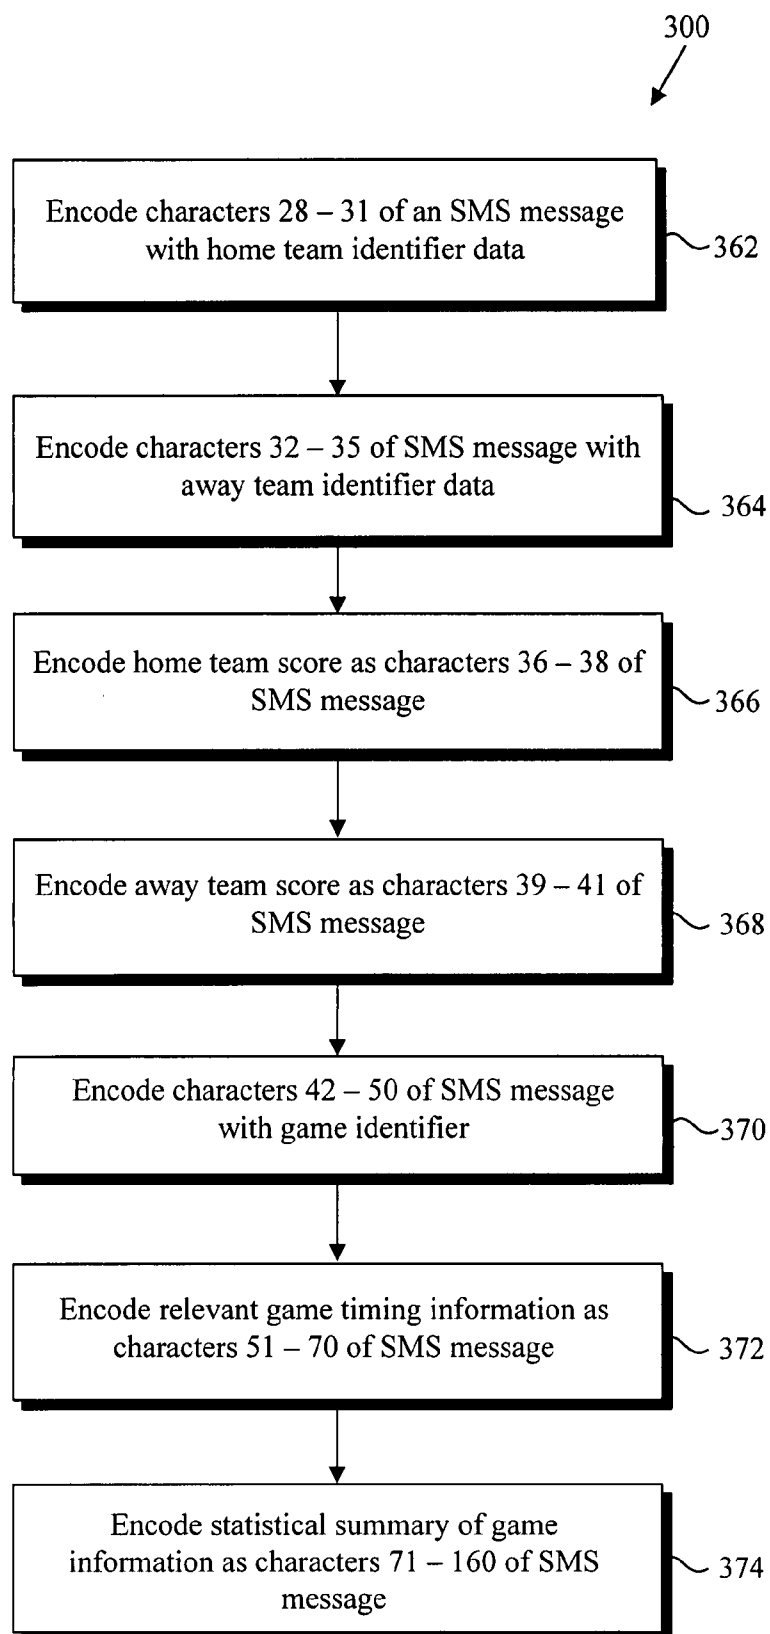 300
Encode characters 28 – 31 of an SMS message
with home team identifier data
362
Encode characters 32 – 35 of SMS message with
away team identifier data
364
Encode home team score as characters 36 – 38 of
SMS message
366
Encode away team score as characters 39 – 41 of
SMS message
368
Encode characters 42 – 50 of SMS message
with game identifier
370
Encode relevant game timing information as
characters 51 – 70 of SMS message
372
Encode statistical summary of game
information as characters 71 – 160 of SMS
message
374